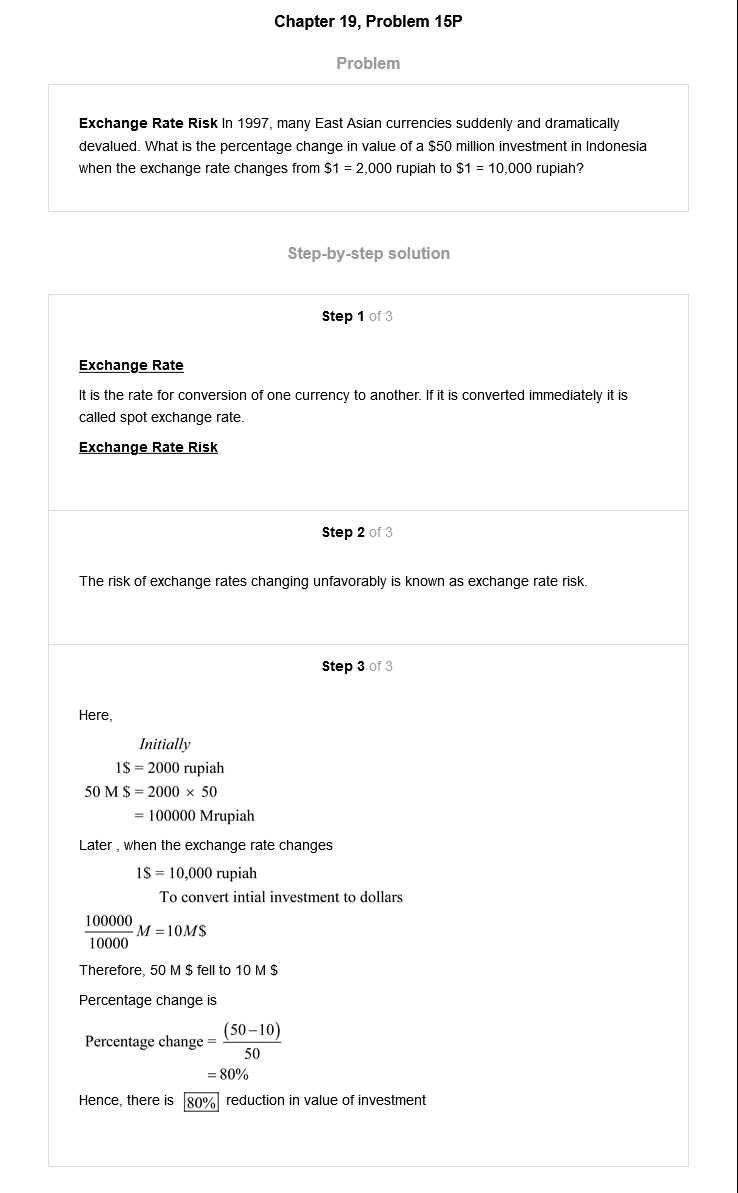 Chapter 19, Problem 15P
Problem
Exchange Rate Risk In 1997, many East Asian currencies suddenly and dramatically
devalued. What is the percentage change in value of a $50 million investment in Indonesia
when the exchange rate changes from $1 = 2,000 rupiah to $1 = 10,000 rupiah?
Step-by-step solution
Step 1 of 3
Exchange Rate
It is the rate for conversion of one currency to another. If it is converted immediately it is
called spot exchange rate.
Exchange Rate Risk
Step 2 of 3
The risk of exchange rates changing unfavorably is known as exchange rate risk.
Step 3 of 3
Here,
Initially
1$ = 2000 rupiah
50 M $ = 2000 × 50
= 100000 Mrupiah
Later , when the exchange rate changes
1$ = 10,000 rupiah
To convert intial investment to dollars
100000
10000
M = 10M$
Therefore, 50 M $ fell to 10 M $
Percentage change is
Percentage change =
(50−10)
50
= 80%
Hence, there is 80% reduction in value of investment